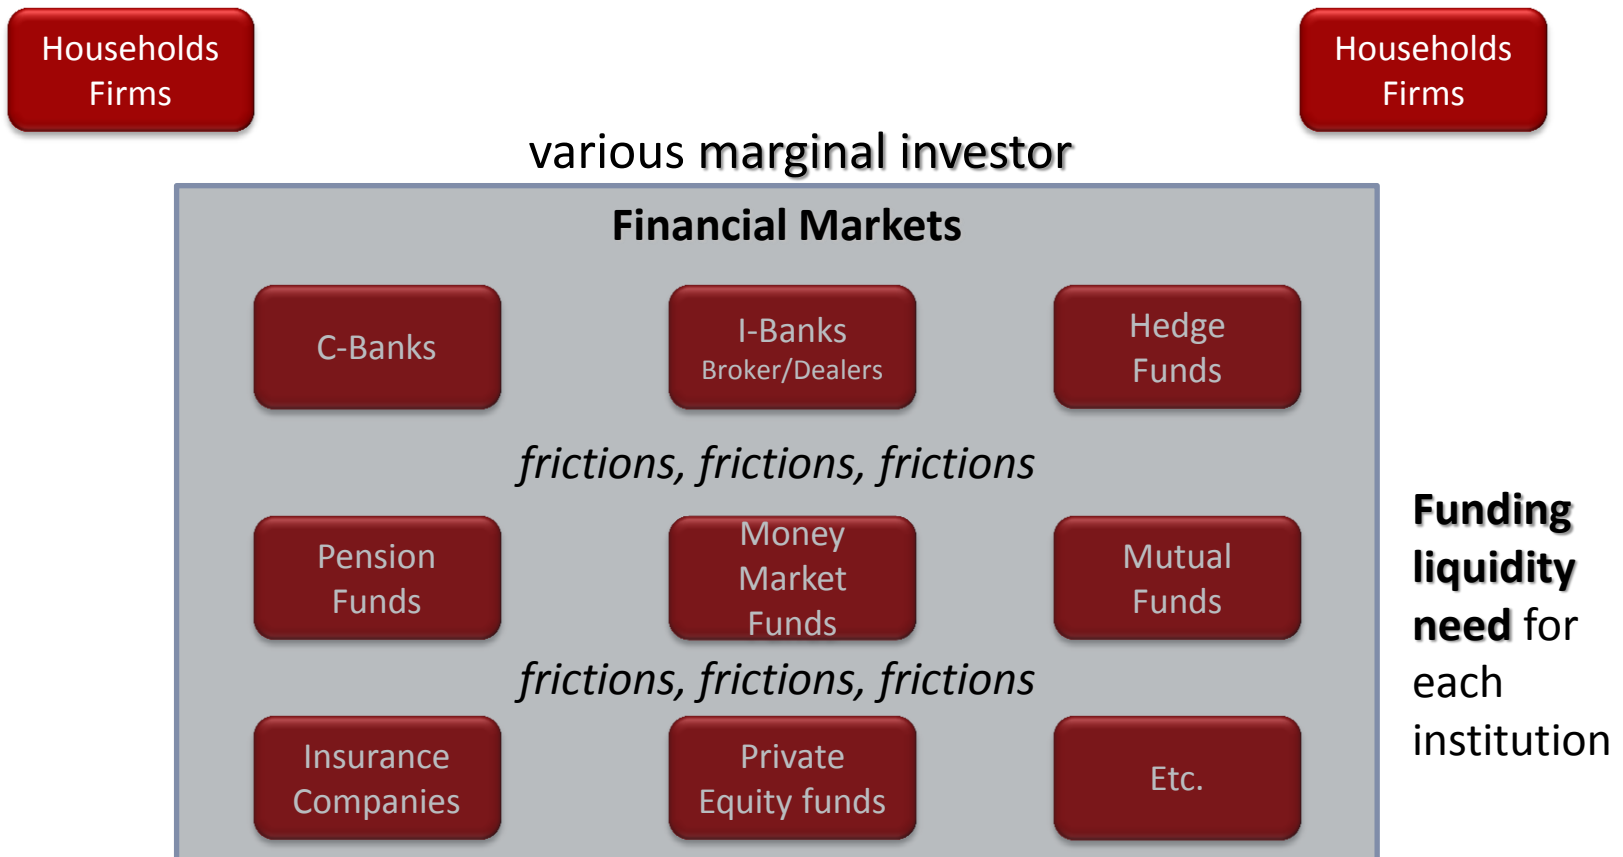 Households
Firms
Households
Firms
various marginal investor
Financial Markets
C-Banks
I-Banks
Broker/Dealers
Hedge
Funds
frictions, frictions, frictions
Pension
Funds
Money
Market
Funds
Mutual
Funds
Funding
liquidity
need for
each
institution
frictions, frictions, frictions
Insurance
Companies
Private
Equity funds
Etc.